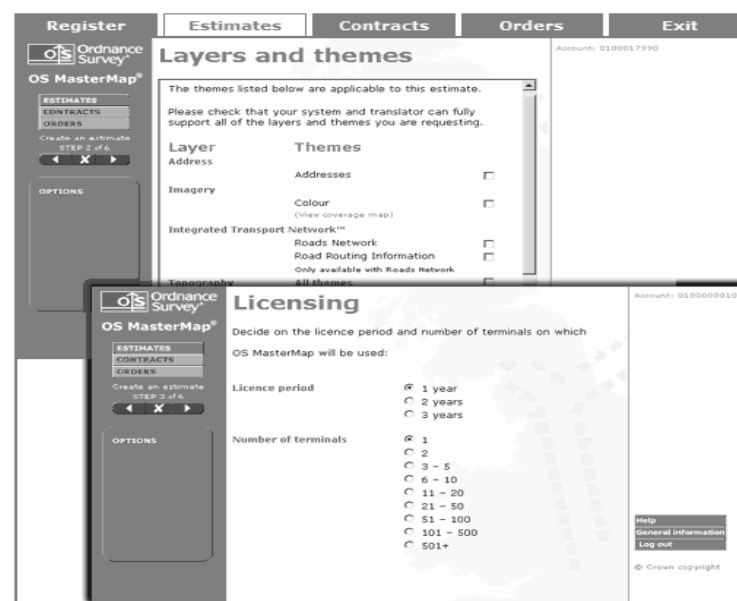 Register Estimates Contracts Orders Exit
Ordnance
Survey®
OS MasterMap®
ESTIMATES
CONTRACTS
ORDERS
Create an estimate
STEP 2 of 6
OPTIONS
Layers and themes
Account: 0100017990
The themes listed below are applicable to this estimate.
Please check that your system and translator can fully
support all of the layers and themes you are requesting.
Layer Themes
Address
Addresses
Imagery
Colour
(View coverage map)
Integrated Transport Network™
Roads Network
Road Routing Information
Only available with Roads Network
Topography All themes
Ordnance
Survey®
OS MasterMap®
ESTIMATES
CONTRACTS
ORDERS
Create an estimate
STEP 3 of 6
OPTIONS
Licensing
Account: 0100000010
Decide on the licence period and number of terminals on which
OS MasterMap will be used:
Licence period 1 year
2 years
3 years
Number of terminals 1
2
3 - 5
6 - 10
11 - 20
21 - 50
51 - 100
101 - 500
501+
Help
General information
Log out
© Crown copyright